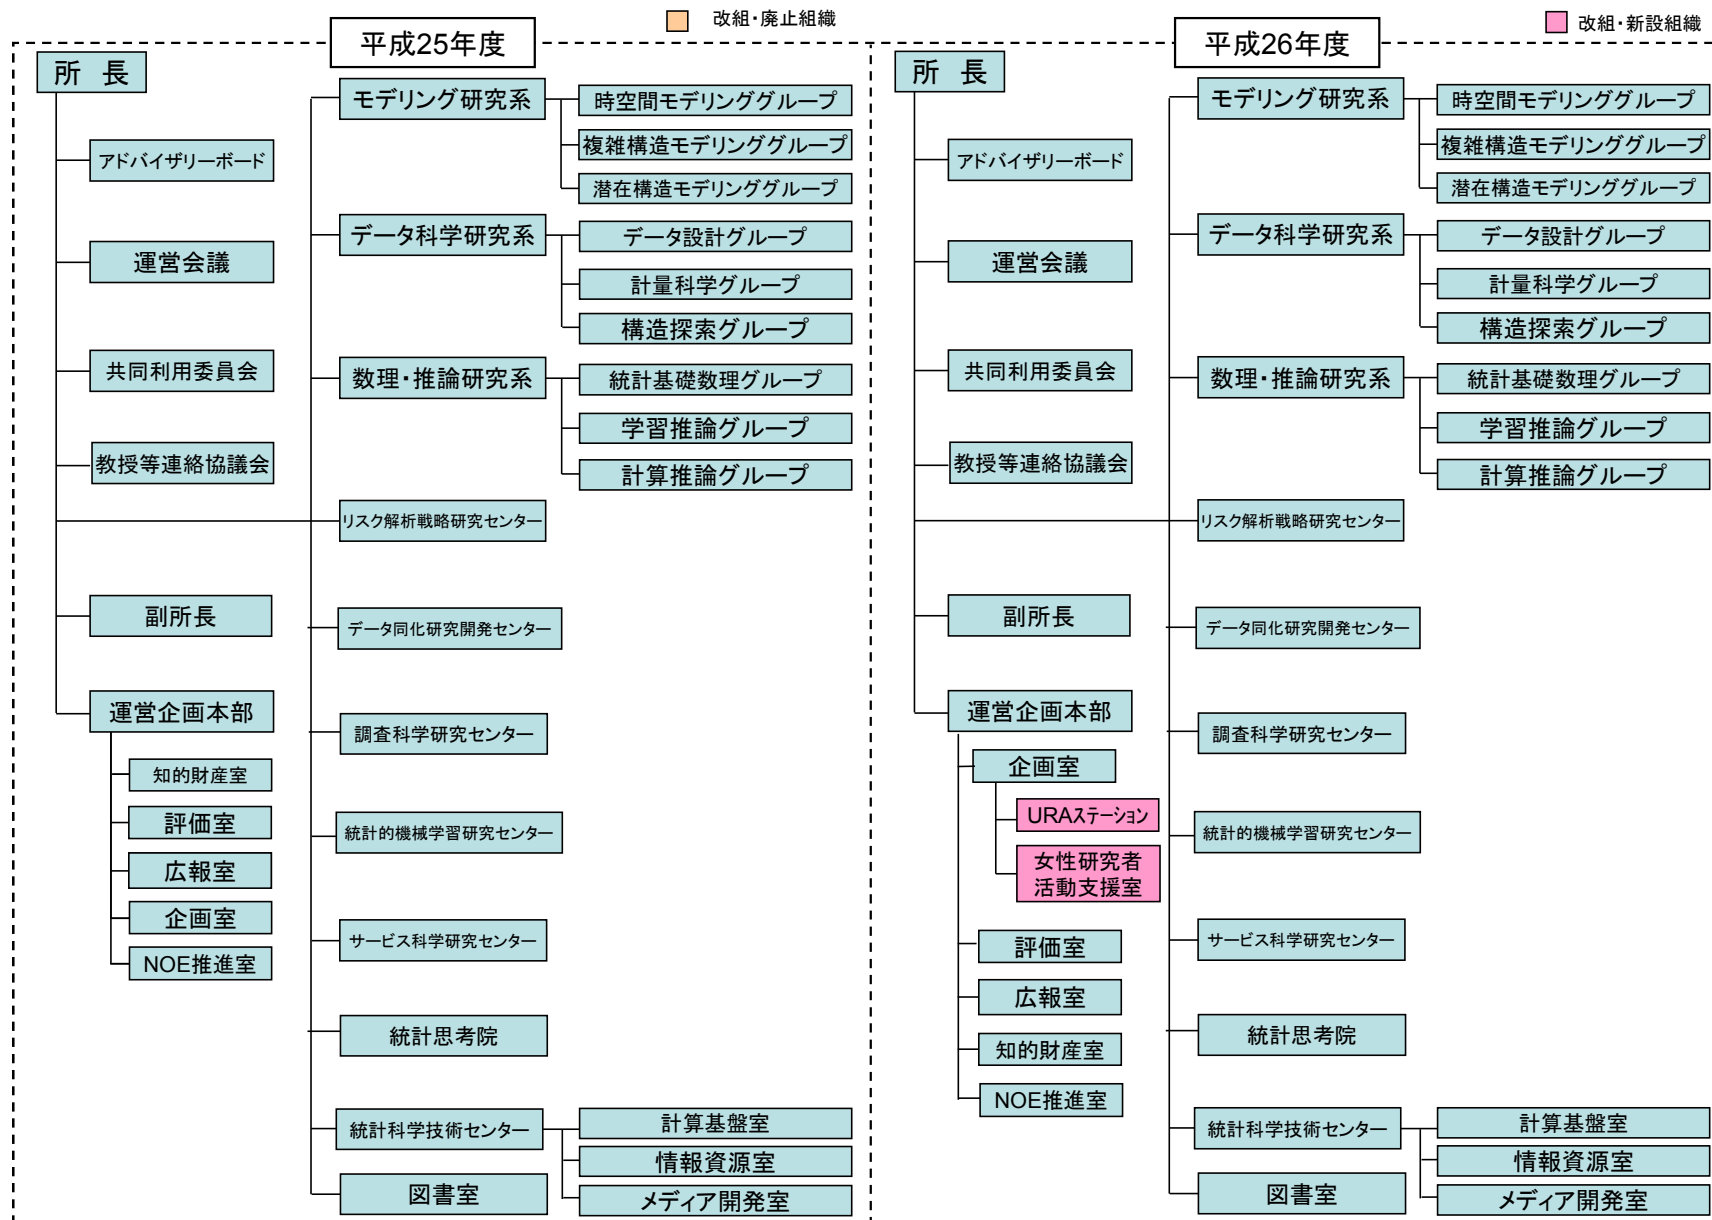 改組・廃止組織
平成25年度
所 長
アドバイザリーボード
運営会議
共同利用委員会
教授等連絡協議会
副所長
運営企画本部
知的財産室
評価室
広報室
企画室
NOE推進室
モデリング研究系
時空間モデリンググループ
複雑構造モデリンググループ
潜在構造モデリンググループ
データ科学研究系
データ設計グループ
計量科学グループ
構造探索グループ
数理・推論研究系
統計基礎数理グループ
学習推論グループ
計算推論グループ
リスク解析戦略研究センター
データ同化研究開発センター
調査科学研究センター
統計的機械学習研究センター
サービス科学研究センター
統計思考院
統計科学技術センター
計算基盤室
情報資源室
メディア開発室
図書室
改組・新設組織
平成26年度
所 長
アドバイザリーボード
運営会議
共同利用委員会
教授等連絡協議会
副所長
運営企画本部
企画室
URAステーション
女性研究者
活動支援室
評価室
広報室
知的財産室
NOE推進室
モデリング研究系
時空間モデリンググループ
複雑構造モデリンググループ
潜在構造モデリンググループ
データ科学研究系
データ設計グループ
計量科学グループ
構造探索グループ
数理・推論研究系
統計基礎数理グループ
学習推論グループ
計算推論グループ
リスク解析戦略研究センター
データ同化研究開発センター
調査科学研究センター
統計的機械学習研究センター
サービス科学研究センター
統計思考院
統計科学技術センター
計算基盤室
情報資源室
メディア開発室
図書室